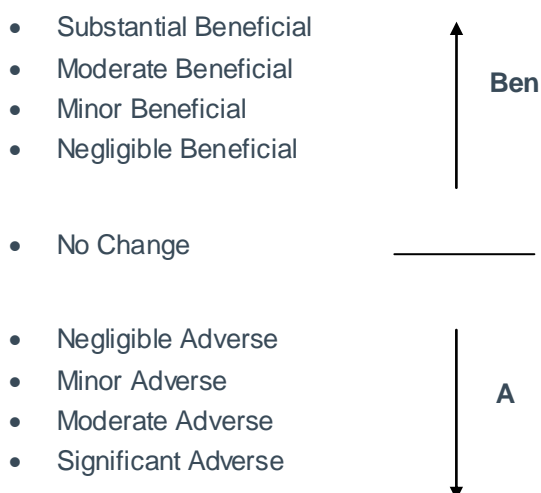 • Substantial Beneficial
• Moderate Beneficial
Ben
• Minor Beneficial
• Negligible Beneficial
• No Change
• Negligible Adverse
• Minor Adverse
A
• Moderate Adverse
• Significant Adverse